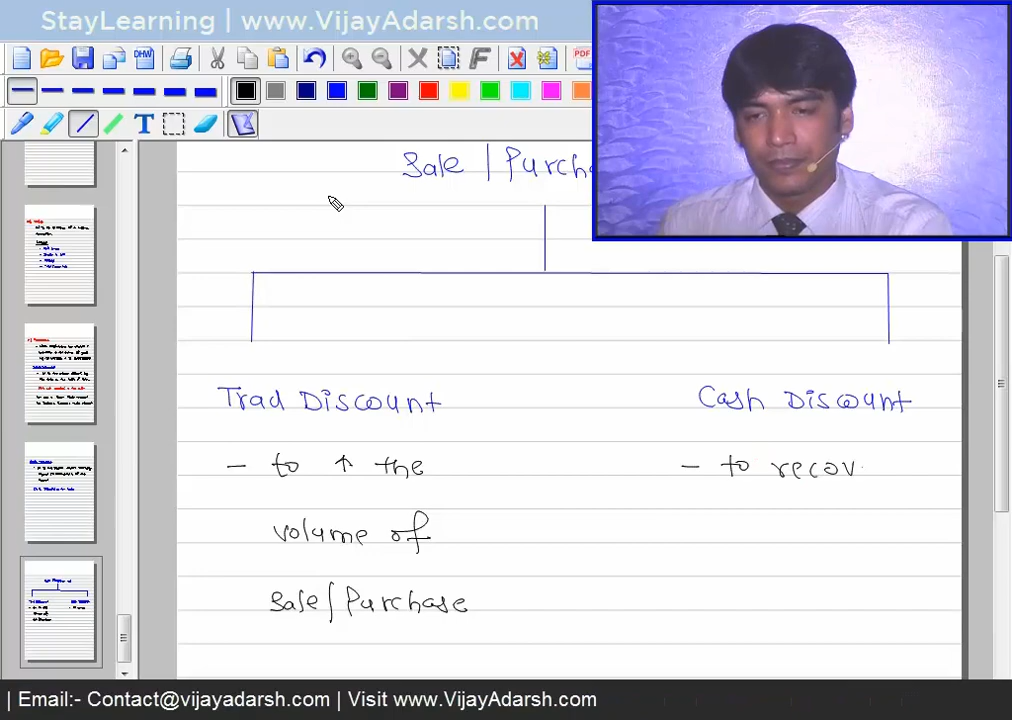 StayLearning | www.VijayAdarsh.com
Sale | Purcha
Trad Discount
Cash Discount
- to ↑ the
volume of
Sale/Purchase
- to recov
| Email:- Contact@vijayadarsh.com | Visit www.VijayAdarsh.com